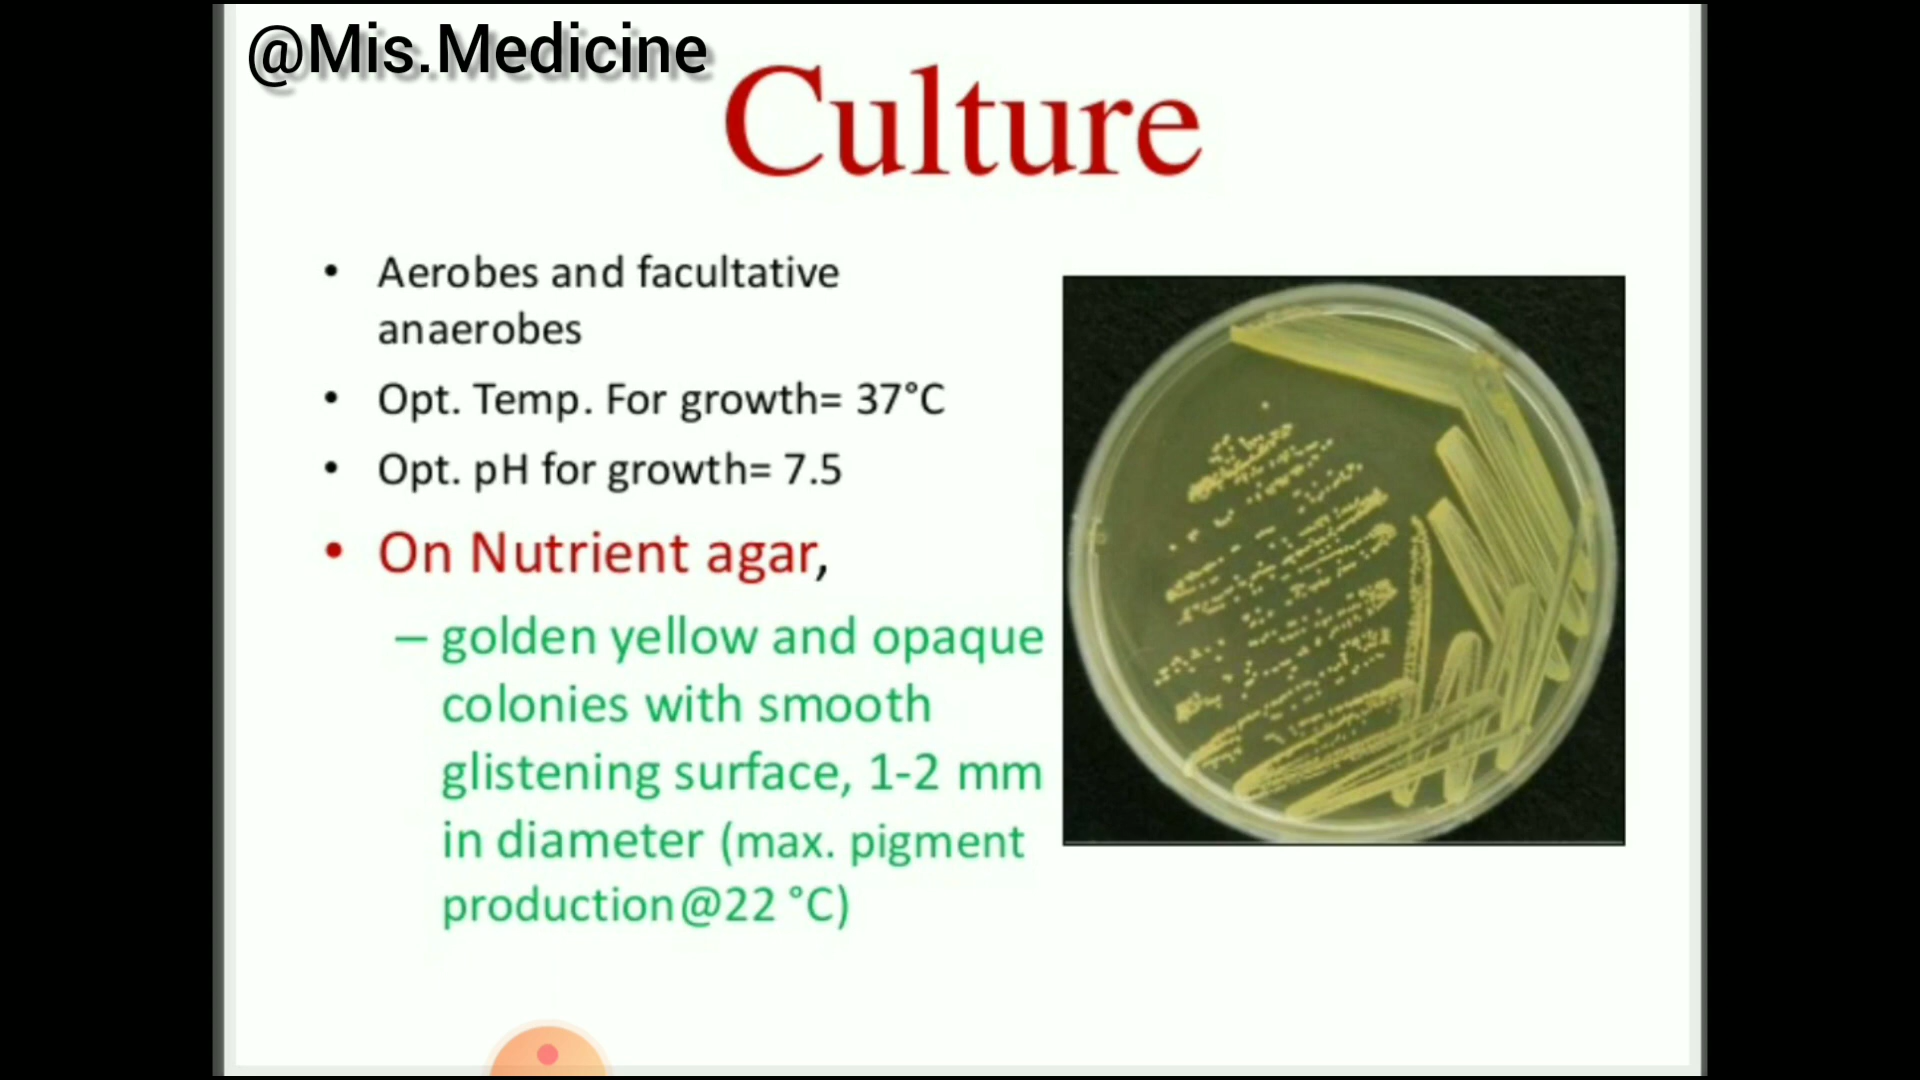 @Mis.Medicine
Culture
• Aerobes and facultative
anaerobes
• Opt. Temp. For growth= 37°C
• Opt. pH for growth= 7.5
• On Nutrient agar,
– golden yellow and opaque
colonies with smooth
glistening surface, 1-2 mm
in diameter (max. pigment
production@22 °C)